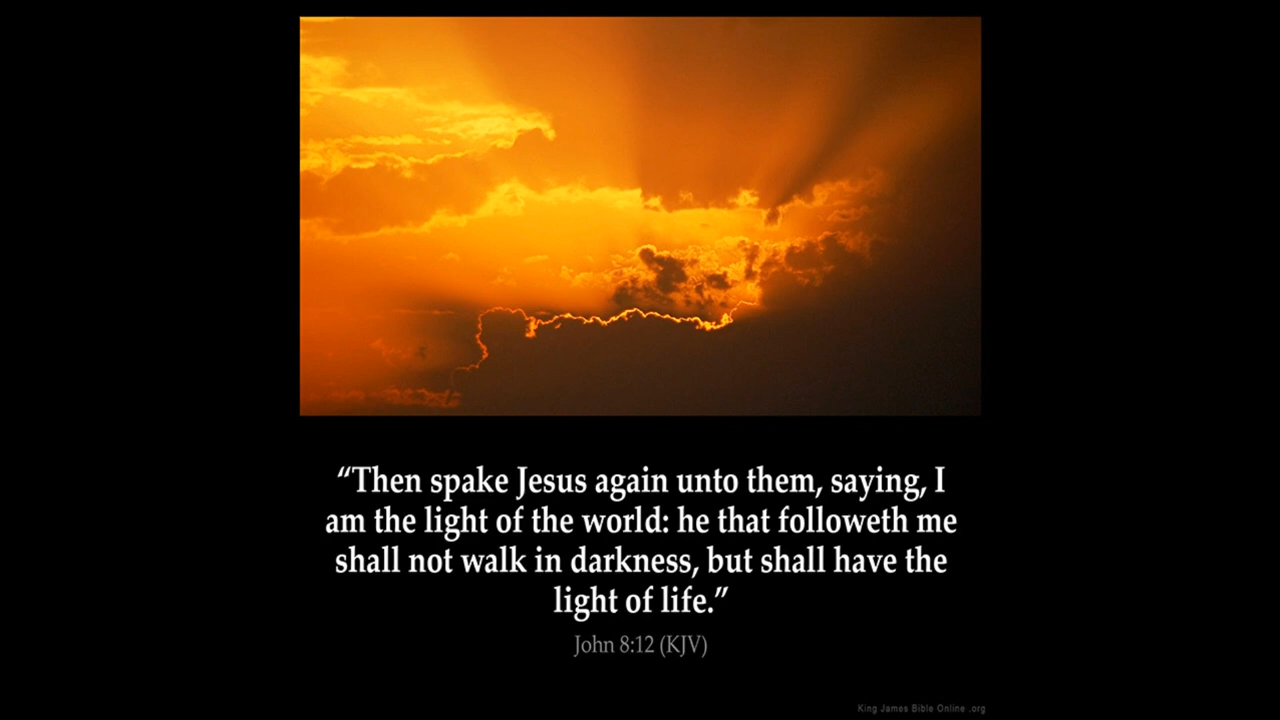 “Then spake Jesus again unto them, saying, I
am the light of the world: he that followeth me
shall not walk in darkness, but shall have the
light of life.”
John 8:12 (KJV)
King James Bible Online .org